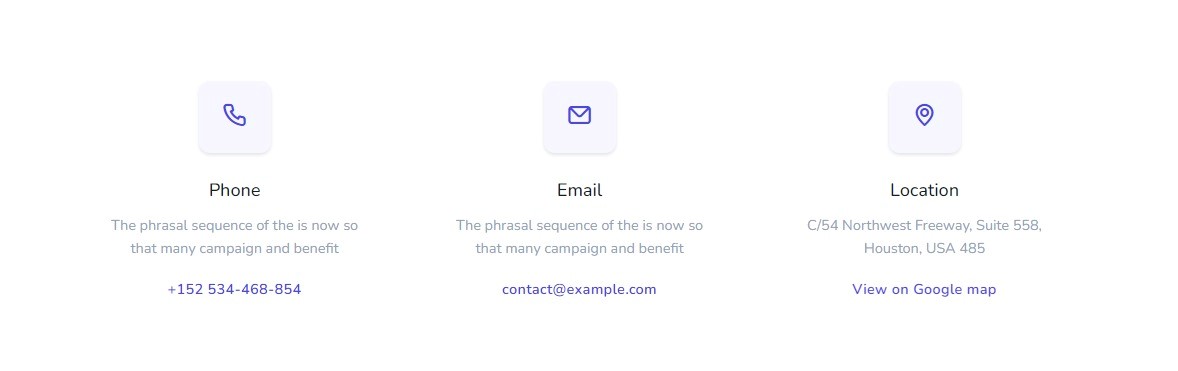 Phone
The phrasal sequence of the is now so
that many campaign and benefit
+152 534-468-854
Email
The phrasal sequence of the is now so
that many campaign and benefit
contact@example.com
Location
C/54 Northwest Freeway, Suite 558,
Houston, USA 485
View on Google map